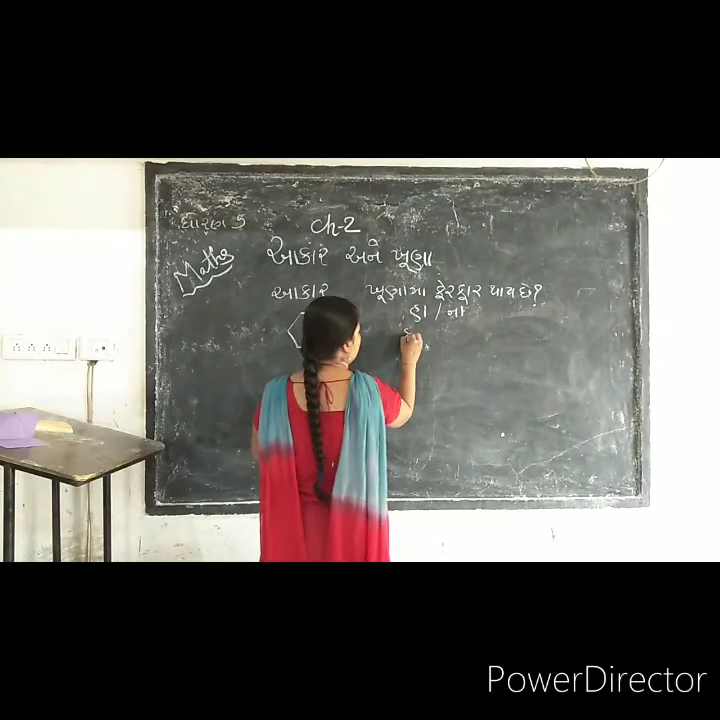 ધોરણ 5
Ch-2
Maths
આકાર અને ખૂણા
આકાર ખૂણામા ફેરફાર થાય છે?
હા / ના
PowerDirector